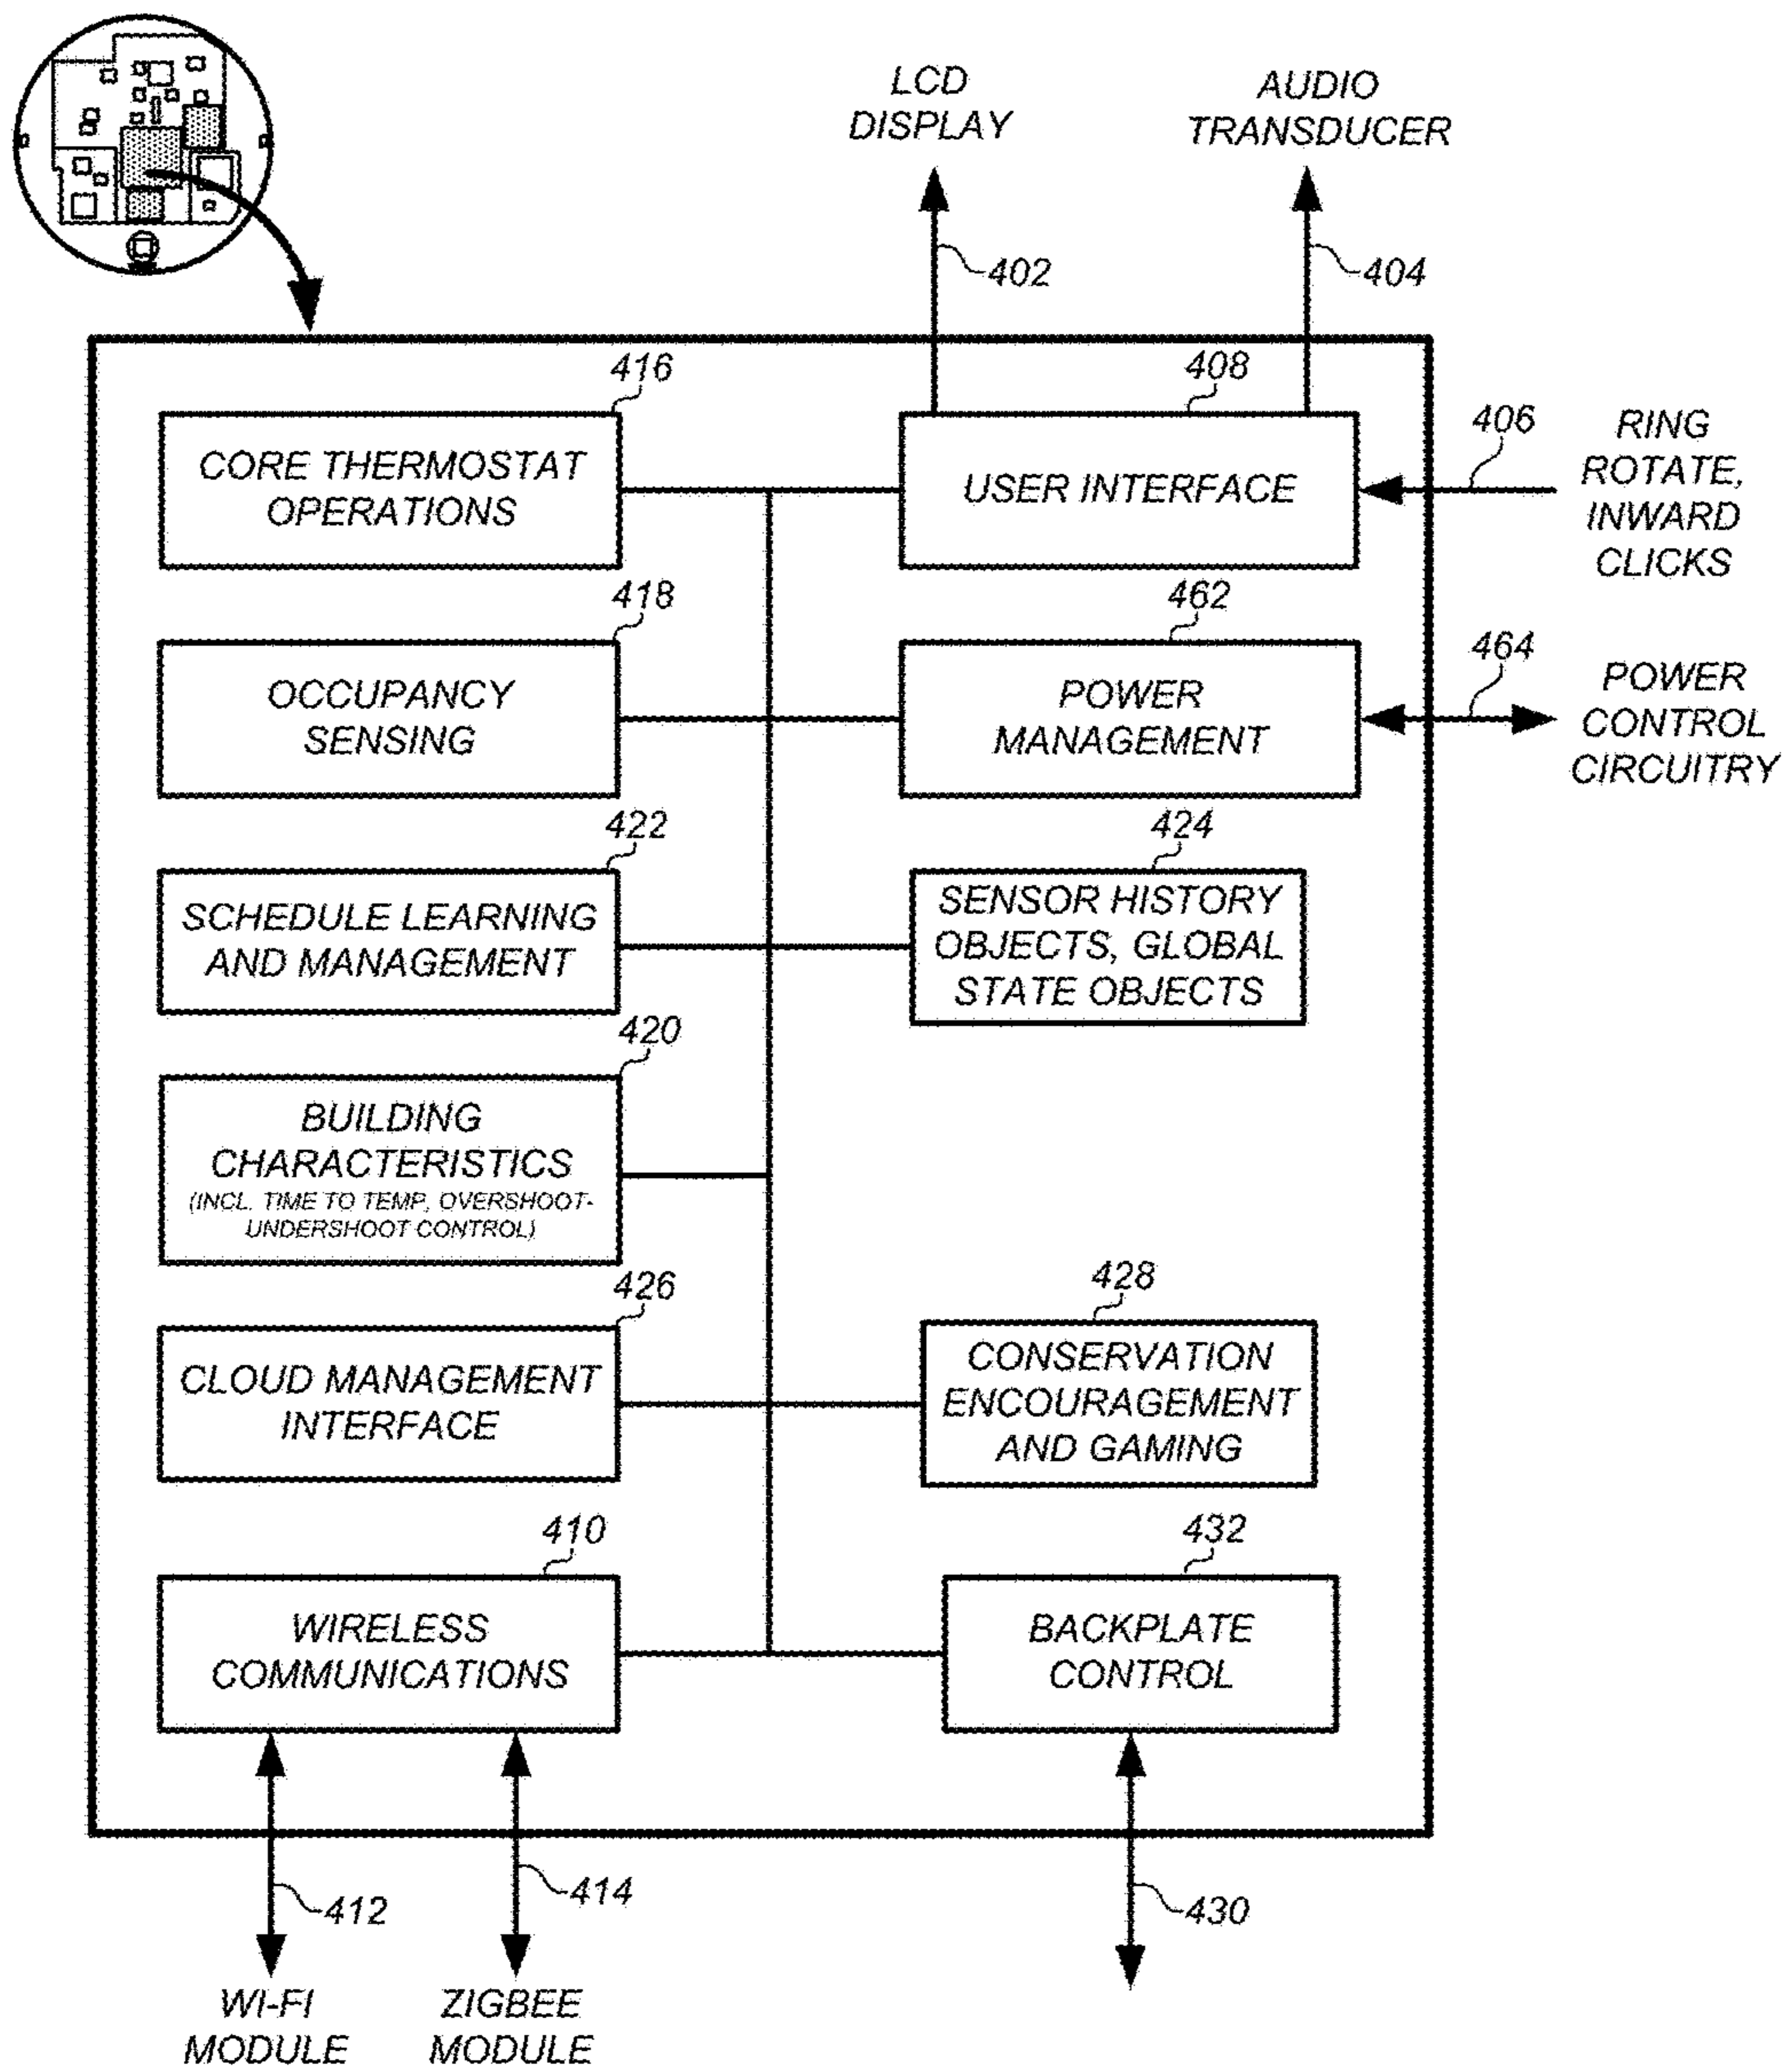 LCD
DISPLAY
AUDIO
TRANSDUCER
402
404
416
408
CORE THERMOSTAT
OPERATIONS
USER INTERFACE
406
RING
ROTATE,
INWARD
CLICKS
418
462
OCCUPANCY
SENSING
POWER
MANAGEMENT
464
POWER
CONTROL
CIRCUITRY
422
424
SCHEDULE LEARNING
AND MANAGEMENT
SENSOR HISTORY
OBJECTS, GLOBAL
STATE OBJECTS
420
BUILDING
CHARACTERISTICS
(INCL. TIME TO TEMP, OVERSHOOT-
UNDERSHOOT CONTROL)
426
428
CLOUD MANAGEMENT
INTERFACE
CONSERVATION
ENCOURAGEMENT
AND GAMING
410
432
WIRELESS
COMMUNICATIONS
BACKPLATE
CONTROL
412
414
430
WI-FI
MODULE
ZIGBEE
MODULE